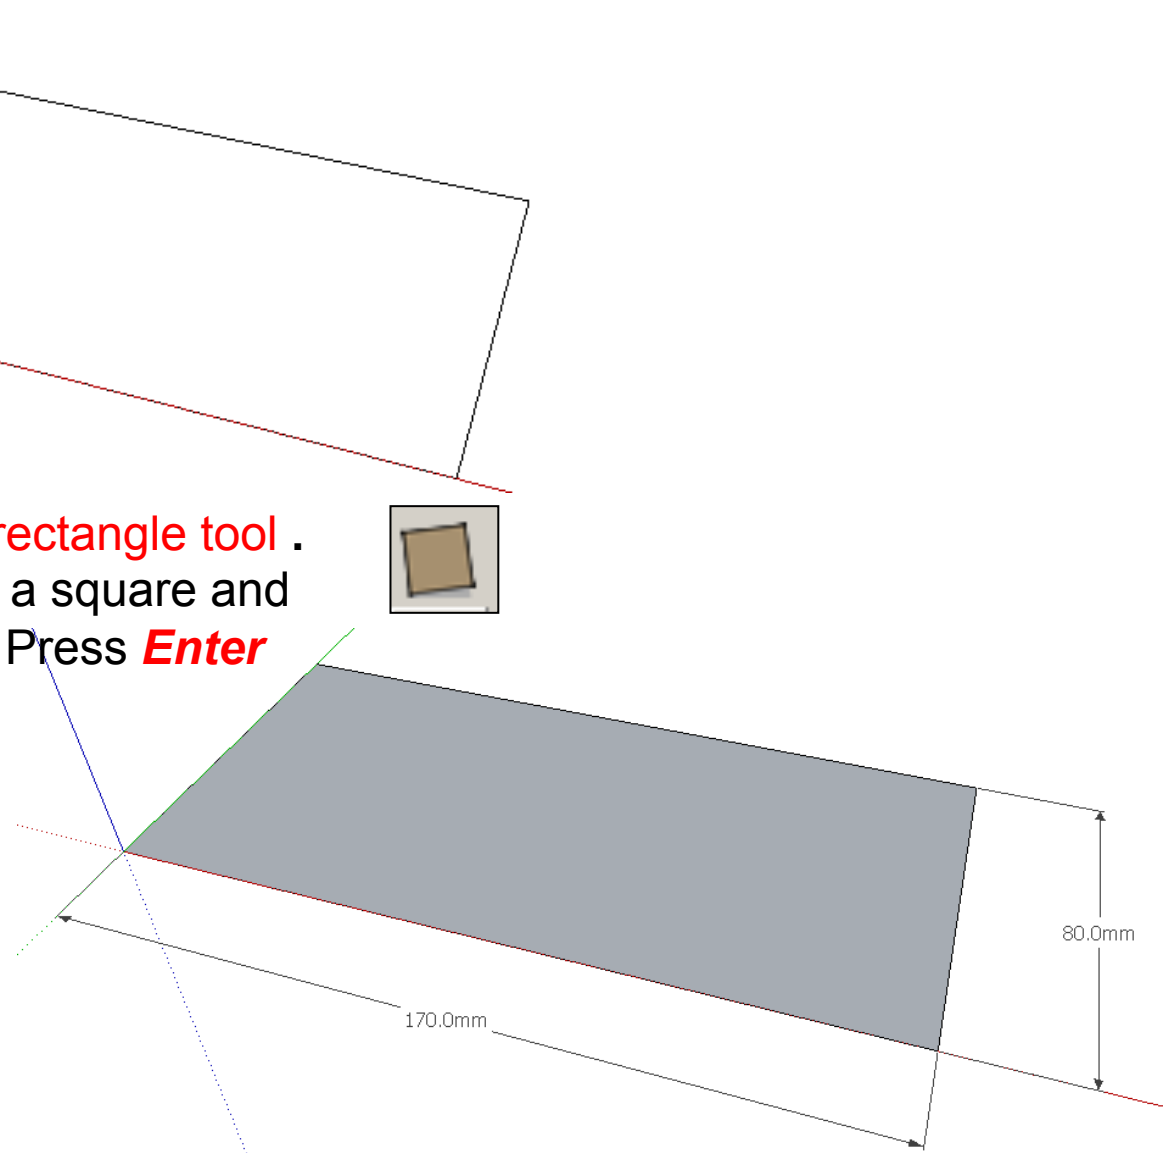 rectangle tool .
a square and
Press Enter
80.0mm
170.0mm